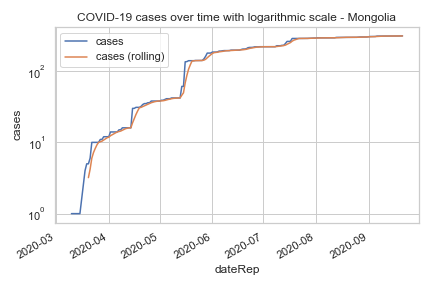 COVID-19 cases over time with logarithmic scale - Mongolia
cases
cases (rolling)
cases
10²
10¹
10⁰
2020-03
2020-04
2020-05
2020-06
2020-07
2020-08
2020-09
dateRep